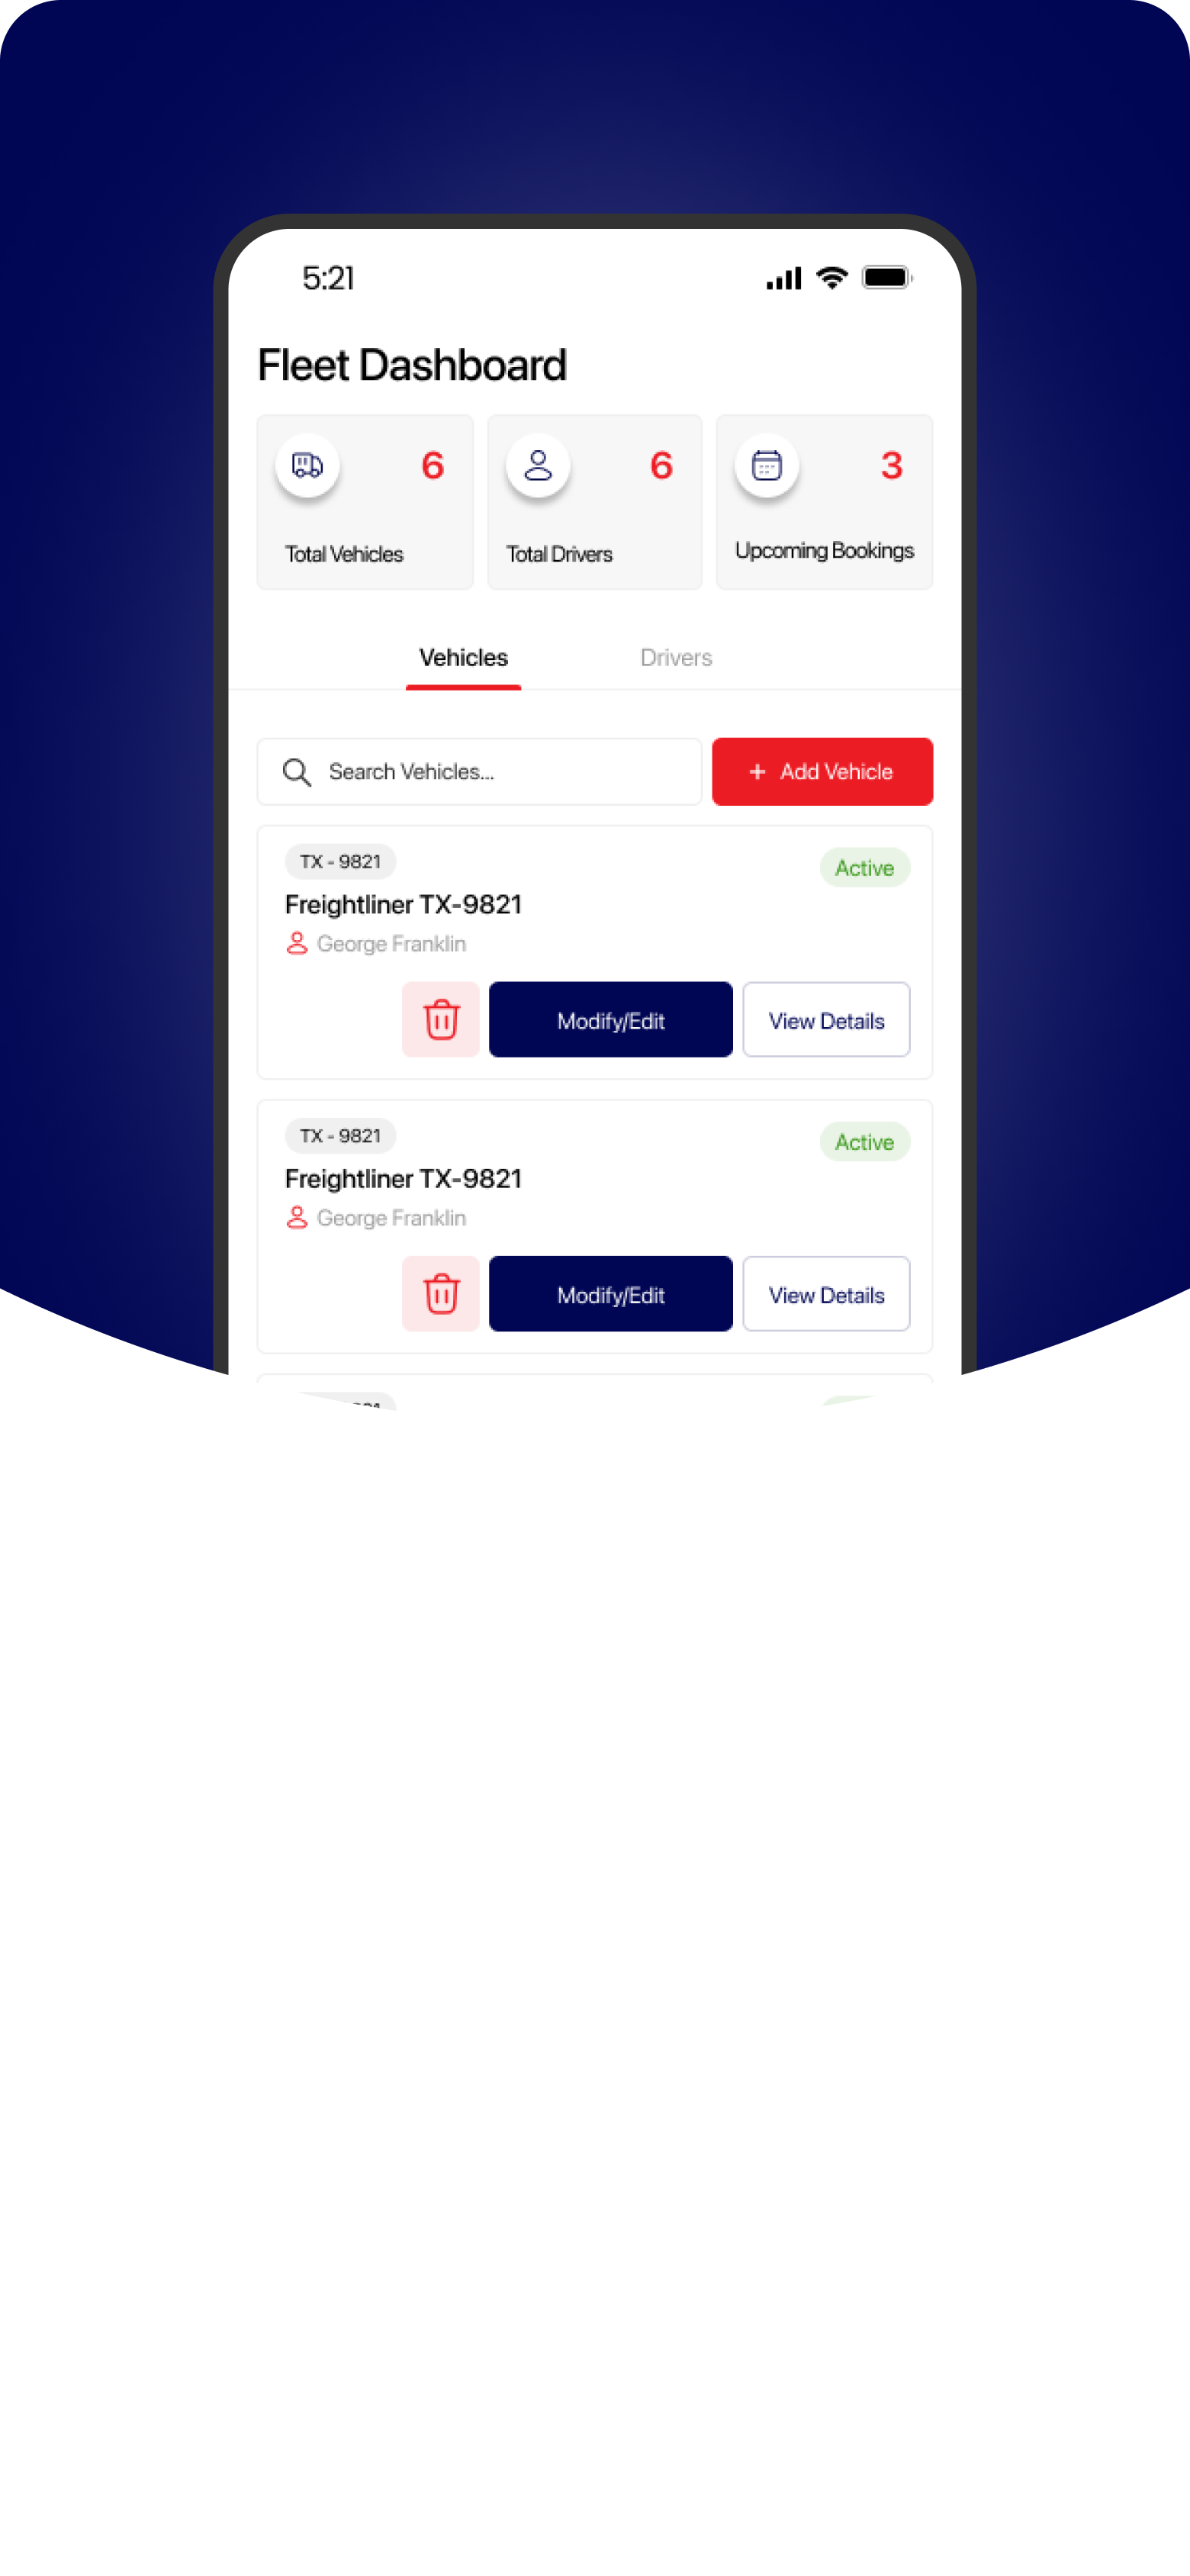 5:21
Fleet Dashboard
6
6
3
Total Vehicles
Total Drivers
Upcoming Bookings
Vehicles
Drivers
Search Vehicles...
+ Add Vehicle
TX - 9821
Active
Freightliner TX-9821
George Franklin
Modify/Edit
View Details
TX - 9821
Active
Freightliner TX-9821
George Franklin
Modify/Edit
View Details